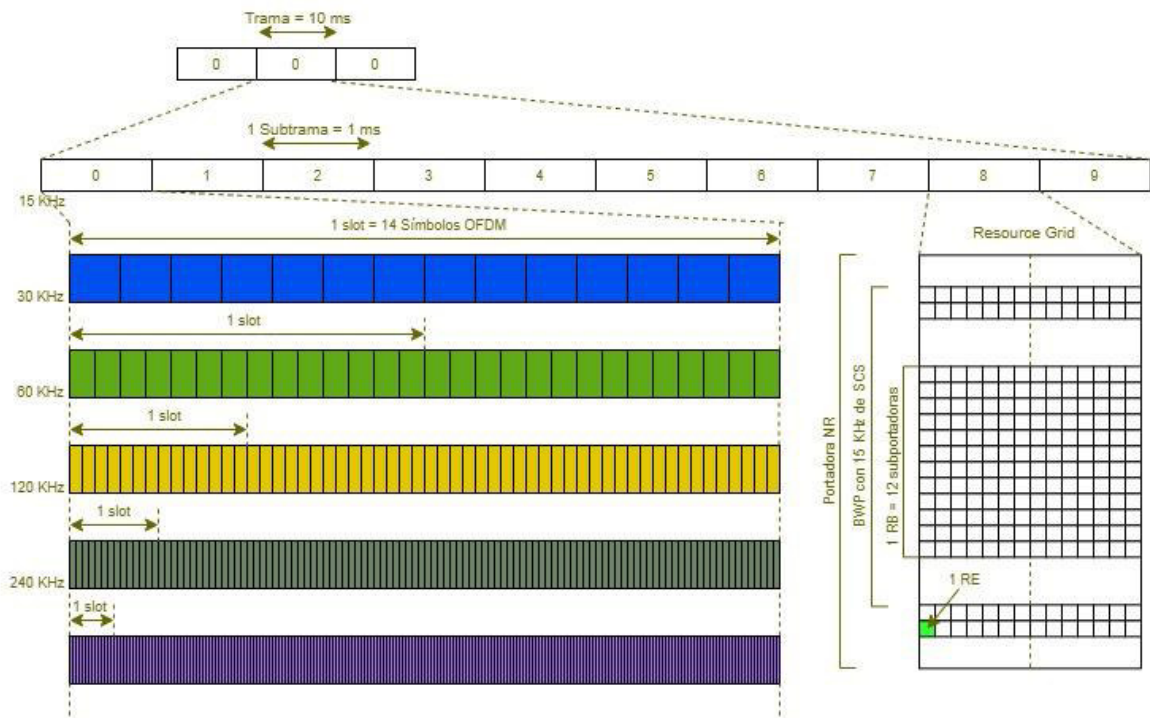 Trama = 10 ms
0 0 0
1 Subtrama = 1 ms
0 1 2 3 4 5 6 7 8 9
15 KHz
1 slot = 14 Símbolos OFDM
30 KHz
1 slot
60 KHz
1 slot
120 KHz
1 slot
240 KHz
1 slot
Portadora NR
BWP con 15 KHz de SCS
1 RB = 12 subportadoras
Resource Grid
1 RE